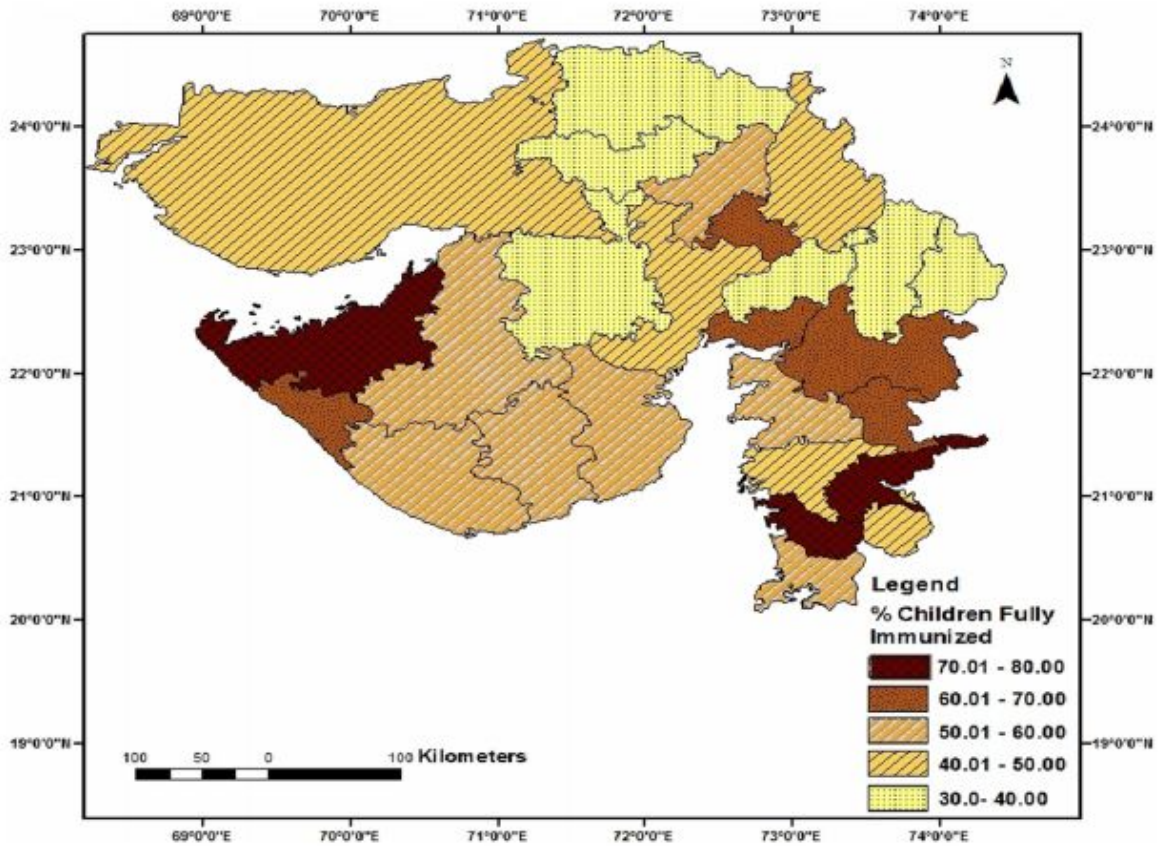 69°0'0"E 70°0'0"E 71°0'0"E 72°0'0"E 73°0'0"E 74°0'0"E
N
24°0'0"N 24°0'0"N
23°0'0"N 23°0'0"N
22°0'0"N 22°0'0"N
21°0'0"N 21°0'0"N
20°0'0"N 20°0'0"N
19°0'0"N 19°0'0"N
Legend
% Children Fully
Immunized
70.01 - 80.00
60.01 - 70.00
50.01 - 60.00
40.01 - 50.00
30.0- 40.00
100 50 0 100 Kilometers
69°0'0"E 70°0'0"E 71°0'0"E 72°0'0"E 73°0'0"E 74°0'0"E